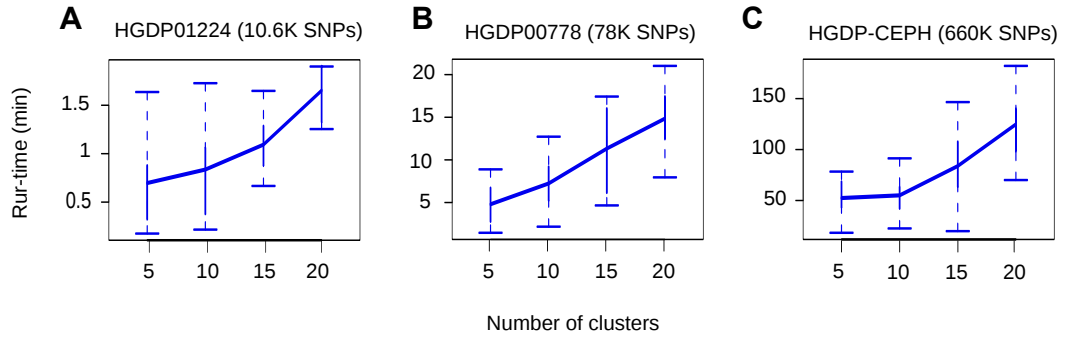 A
HGDP01224 (10.6K SNPs)
B
HGDP00778 (78K SNPs)
C
HGDP-CEPH (660K SNPs)
Rur-time (min)
1.5
1
0.5
5 10 15 20
20
15
10
5
5 10 15 20
150
100
50
5 10 15 20
Number of clusters